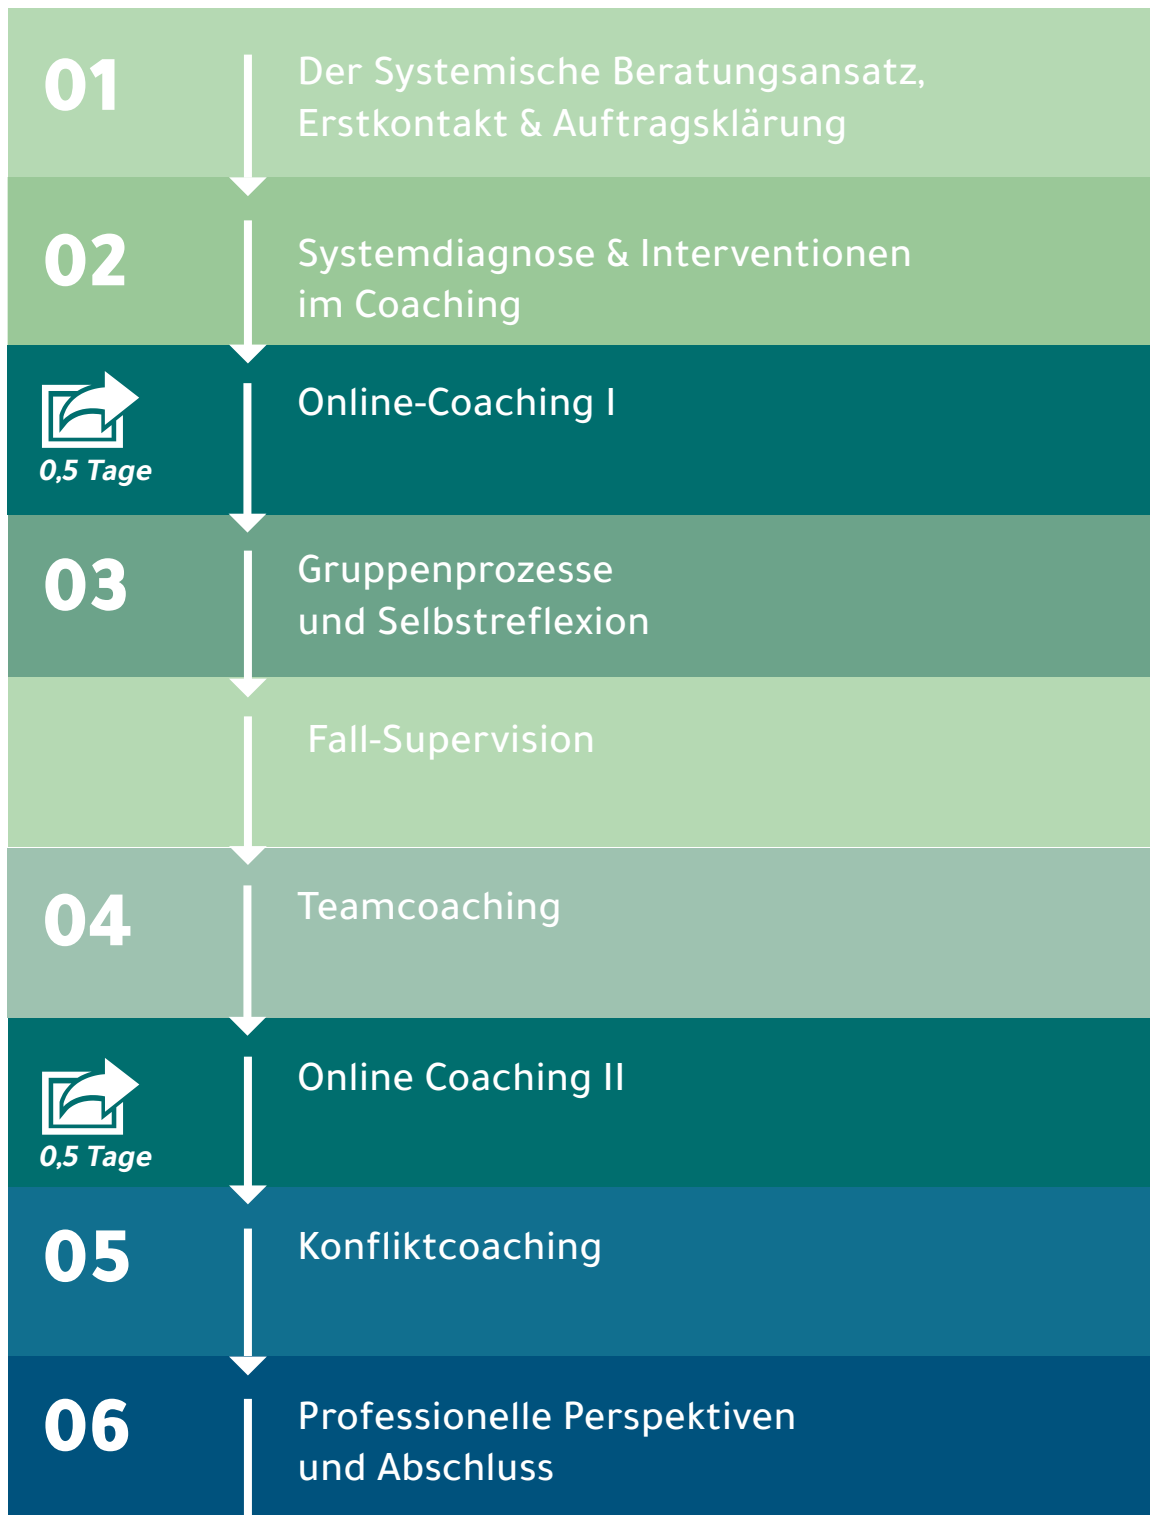 01
Der Systemische Beratungsansatz,
Erstkontakt & Auftragsklärung
02
Systemdiagnose & Interventionen
im Coaching
Online-Coaching I
0,5 Tage
03
Gruppenprozesse
und Selbstreflexion
Fall-Supervision
04
Teamcoaching
Online Coaching II
0,5 Tage
05
Konfliktcoaching
06
Professionelle Perspektiven
und Abschluss